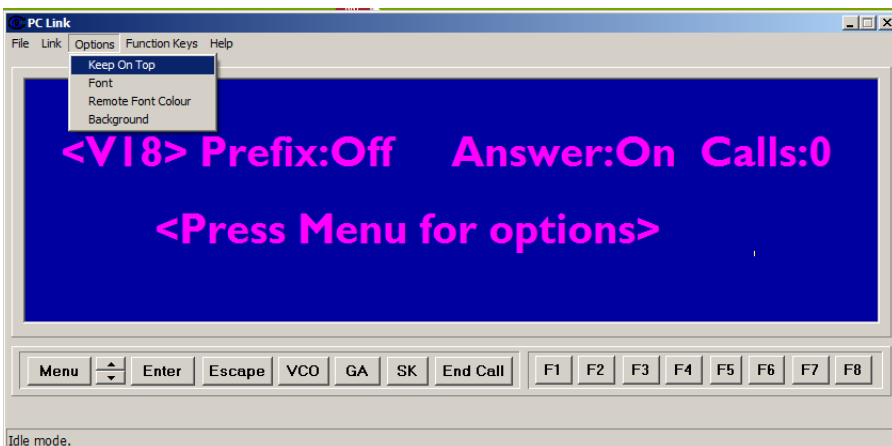 PC Link
File Link Options Function Keys Help
Keep On Top
Font
Remote Font Colour
Background
<V18> Prefix:Off Answer:On Calls:0
<Press Menu for options>
Menu Enter Escape VCO GA SK End Call F1 F2 F3 F4 F5 F6 F7 F8
Idle mode.